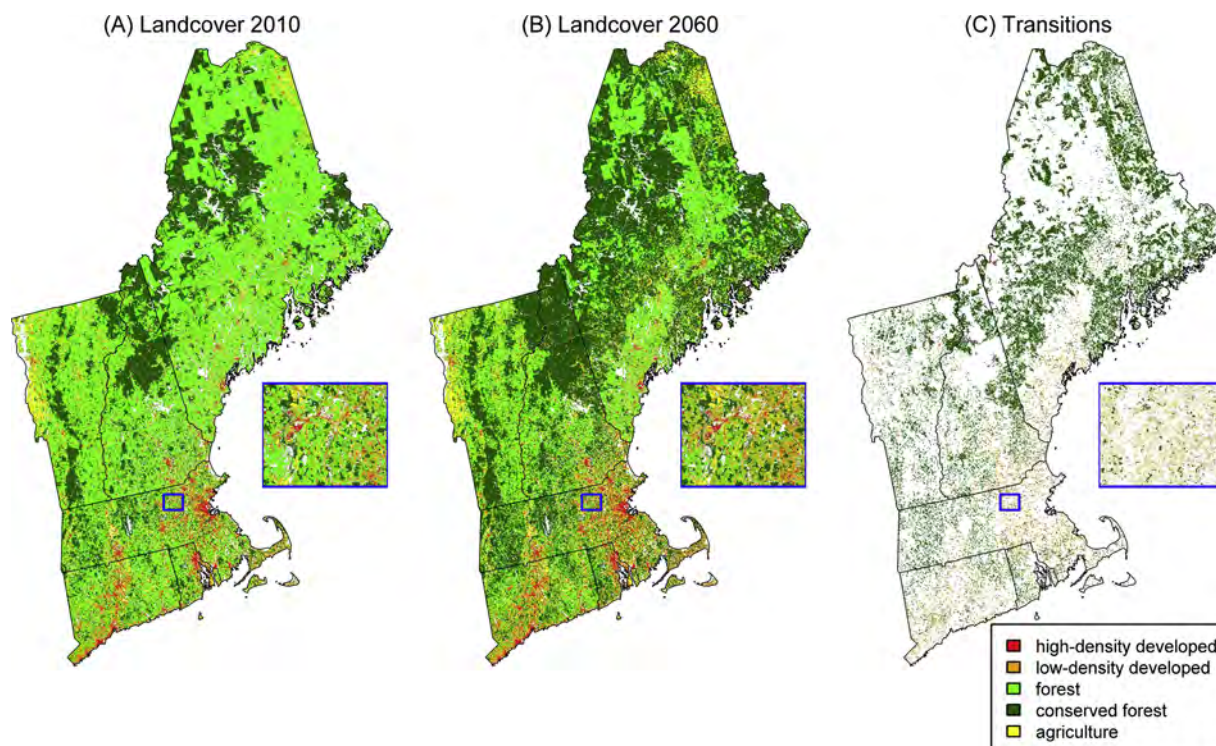 (A) Landcover 2010
(B) Landcover 2060
(C) Transitions
high-density developed
low-density developed
forest
conserved forest
agriculture